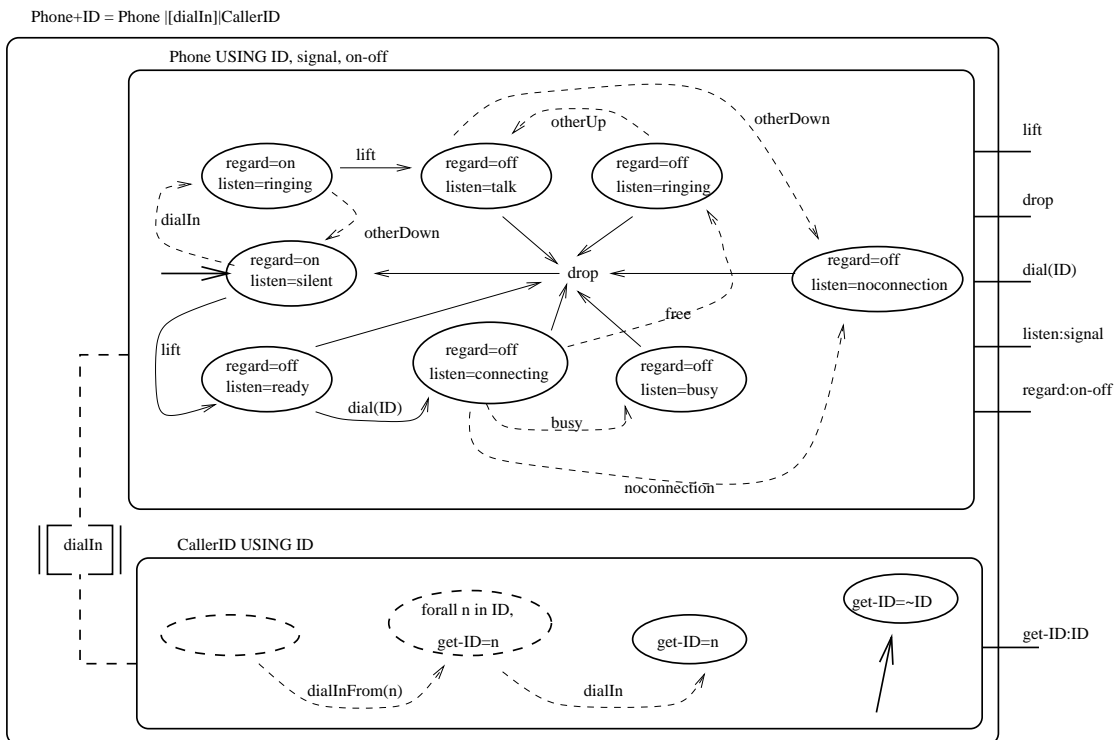 Phone+ID = Phone |[dialIn]|CallerID
Phone USING ID, signal, on-off
otherUp
otherDown
lift
lift
regard=on
listen=ringing
regard=off
listen=talk
regard=off
listen=ringing
drop
dialIn
otherDown
regard=on
listen=silent
drop
regard=off
listen=noconnection
dial(ID)
free
listen:signal
lift
regard=off
listen=ready
regard=off
listen=connecting
regard=off
listen=busy
regard:on-off
dial(ID)
busy
noconnection
dialIn
CallerID USING ID
forall n in ID,
get-ID=n
get-ID=n
get-ID=~ID
get-ID:ID
dialInFrom(n)
dialIn